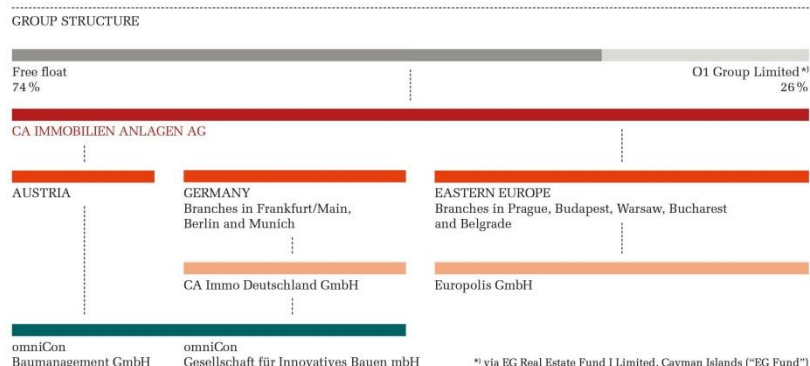 GROUP STRUCTURE
Free float
74 %
O1 Group Limited *)
26 %
CA IMMOBILIEN ANLAGEN AG
AUSTRIA
GERMANY
Branches in Frankfurt/Main,
Berlin and Munich
EASTERN EUROPE
Branches in Prague, Budapest, Warsaw, Bucharest
and Belgrade
CA Immo Deutschland GmbH
Europolis GmbH
omniCon
Baumanagement GmbH
omniCon
Gesellschaft für Innovatives Bauen mbH
*) via EG Real Estate Fund I Limited, Cayman Islands (“EG Fund”)